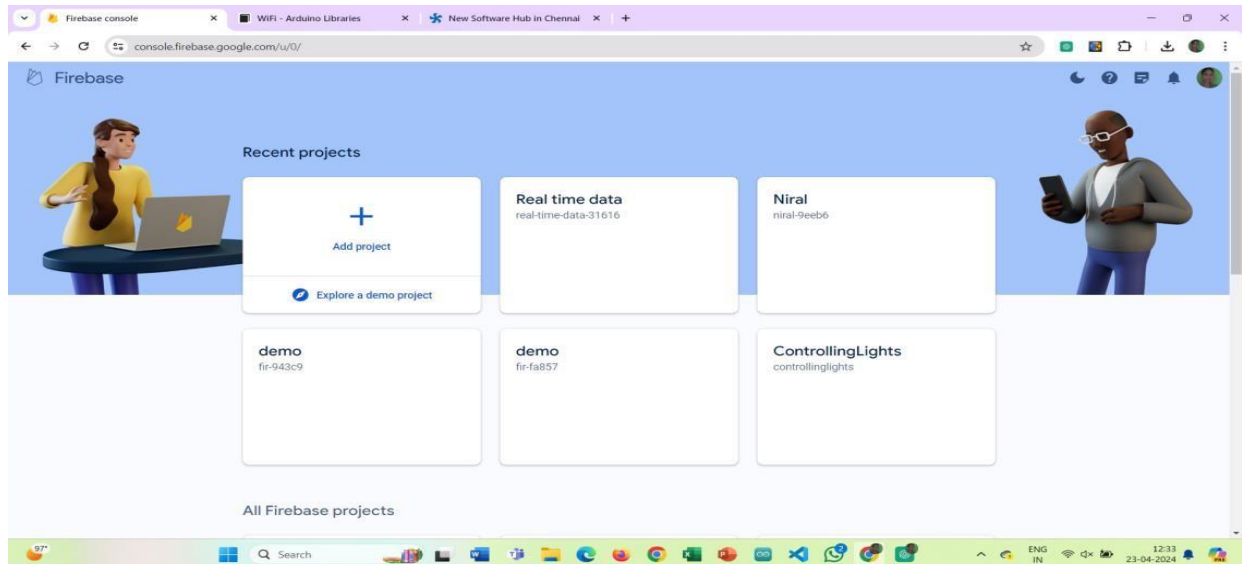 Firebase console
WiFi - Arduino Libraries
New Software Hub in Chennai
console.firebase.google.com/u/0/
Firebase
Recent projects
Add project
Explore a demo project
Real time data
real-time-data-31616
Niral
niral-9eeb6
demo
fir-943c9
demo
fir-fa857
ControllingLights
controllinglights
All Firebase projects
97°
Search
ENG
IN
12:33
23-04-2024